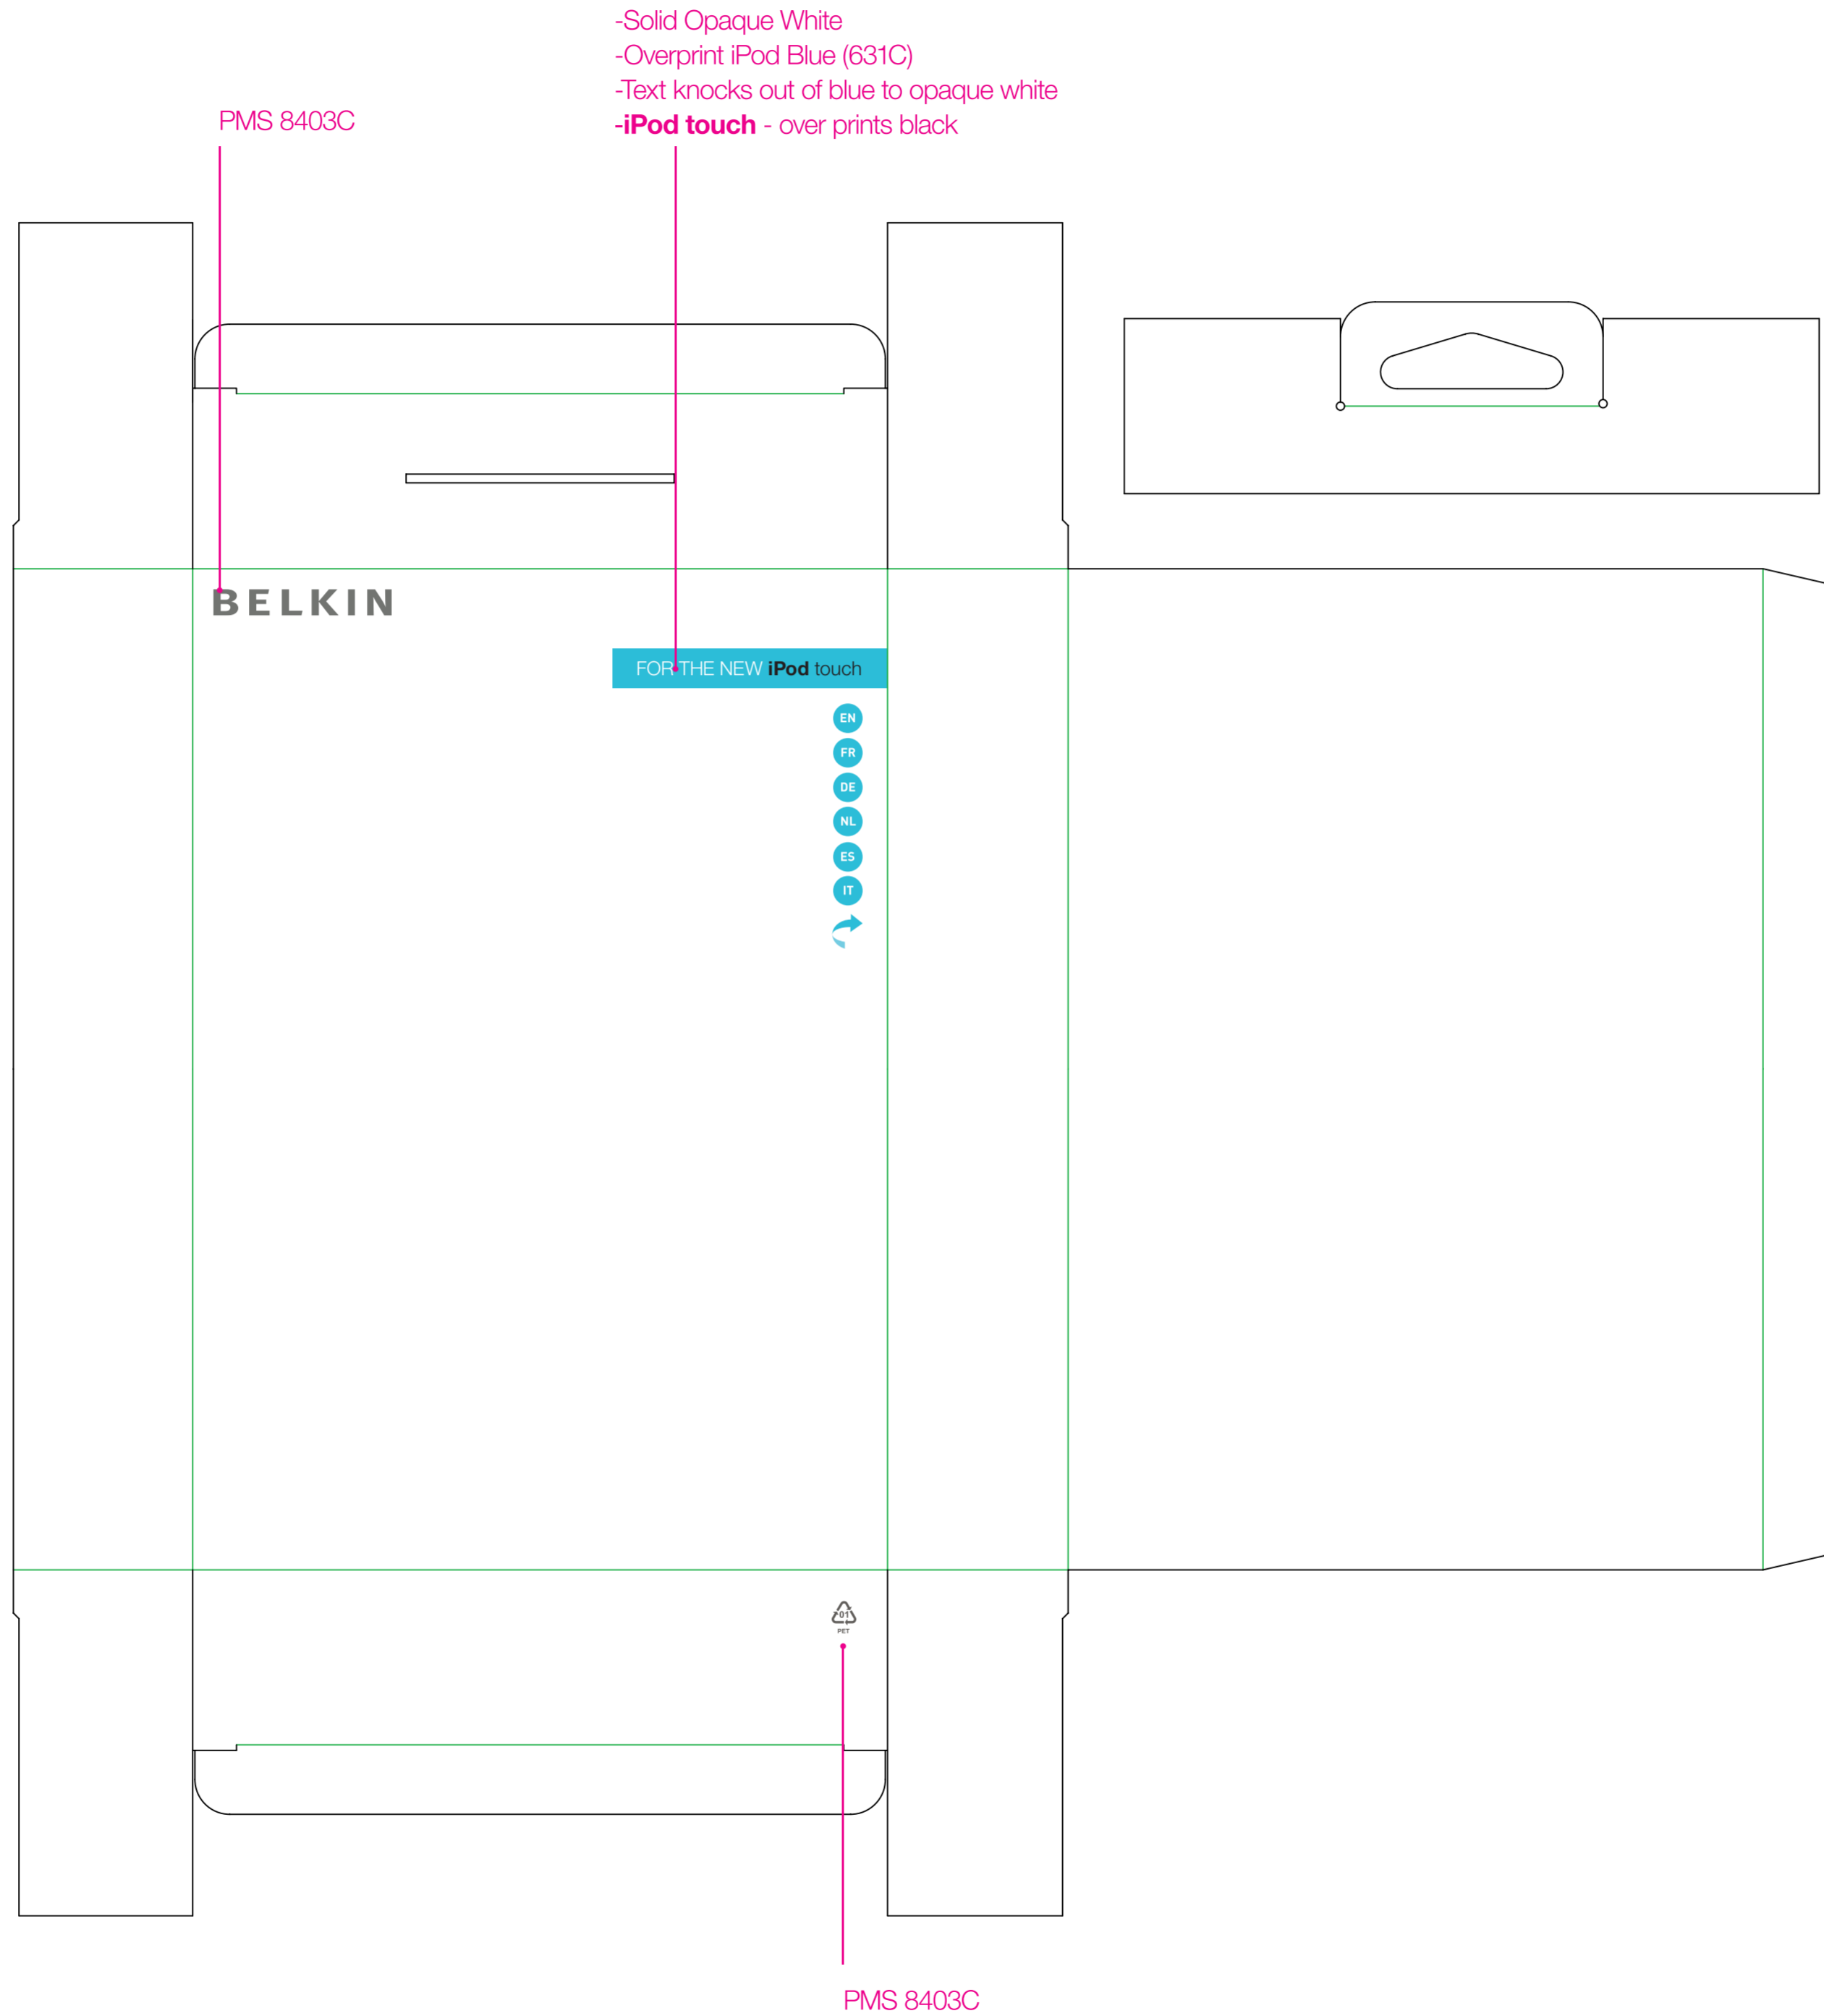 -Solid Opaque White
-Overprint iPod Blue (631C)
-Text knocks out of blue to opaque white
-iPod touch - over prints black
PMS 8403C
BELKIN
FOR THE NEW iPod touch
EN
FR
DE
NL
ES
IT
01
PET
PMS 8403C